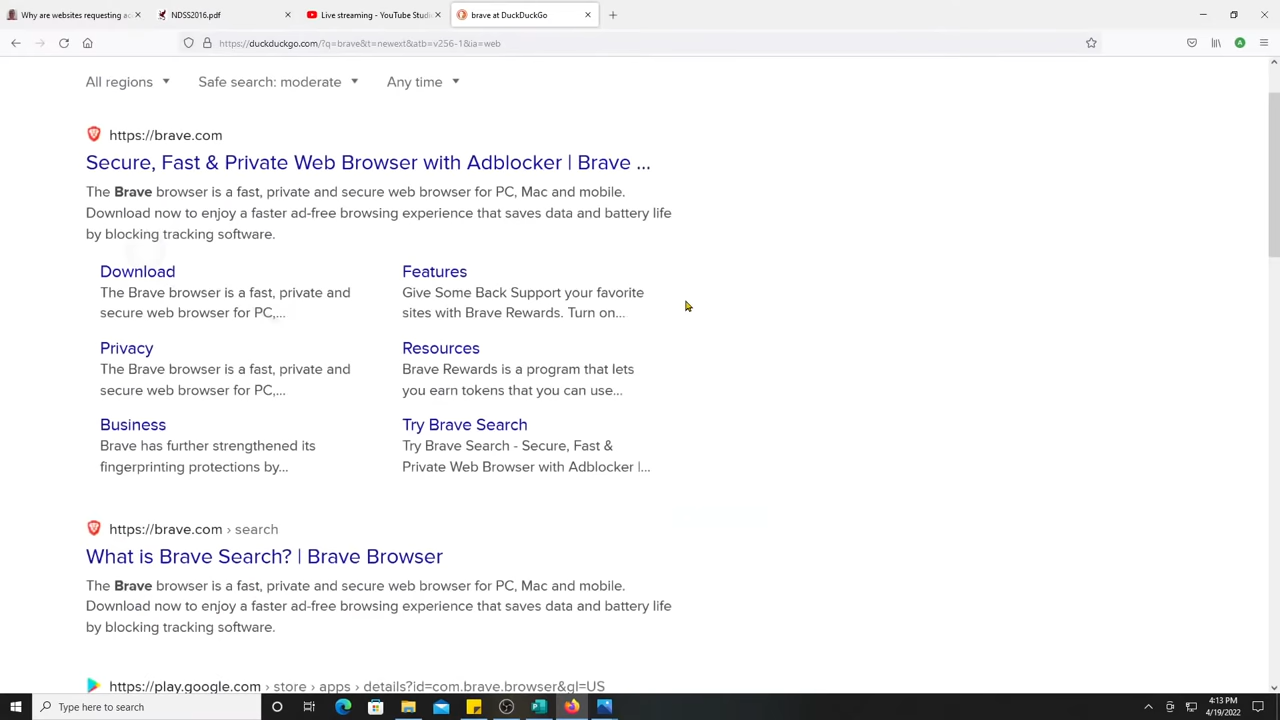 Why are websites requesting ac
NDSS2016.pdf
Live streaming - YouTube Studi
brave at DuckDuckGo
https://duckduckgo.com/?q=brave&t=newext&atb=v256-1&ia=web
A
All regions Safe search: moderate Any time
https://brave.com
Secure, Fast & Private Web Browser with Adblocker | Brave ...
The Brave browser is a fast, private and secure web browser for PC, Mac and mobile.
Download now to enjoy a faster ad-free browsing experience that saves data and battery life
by blocking tracking software.
Download
The Brave browser is a fast, private and
secure web browser for PC,...
Features
Give Some Back Support your favorite
sites with Brave Rewards. Turn on...
Privacy
The Brave browser is a fast, private and
secure web browser for PC,...
Resources
Brave Rewards is a program that lets
you earn tokens that you can use...
Business
Brave has further strengthened its
fingerprinting protections by...
Try Brave Search
Try Brave Search - Secure, Fast &
Private Web Browser with Adblocker |...
https://brave.com › search
What is Brave Search? | Brave Browser
The Brave browser is a fast, private and secure web browser for PC, Mac and mobile.
Download now to enjoy a faster ad-free browsing experience that saves data and battery life
by blocking tracking software.
https://play.google.com › store › apps › details?id=com.brave.browser&gl=US
Type here to search
4:13 PM
4/19/2022